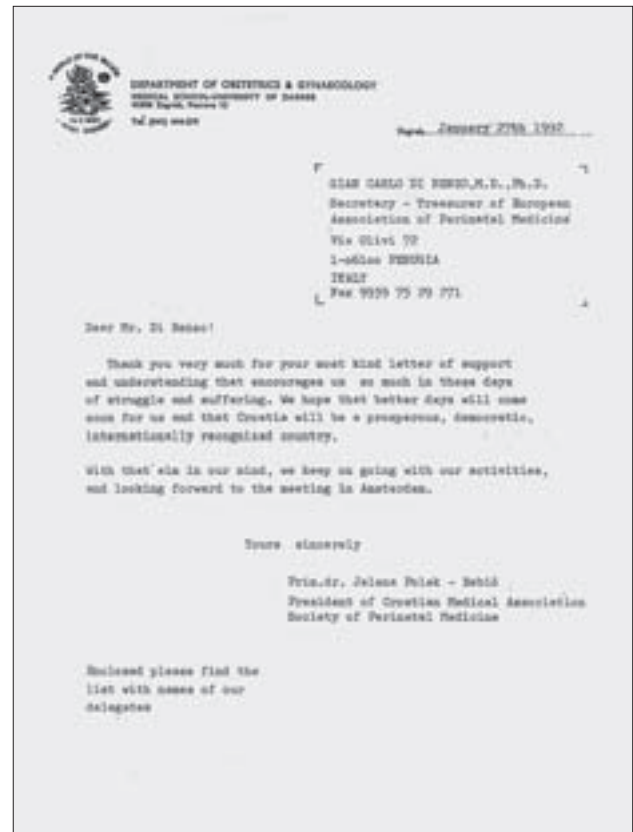 DEPARTMENT OF OBSTETRICS & GYNAECOLOGY
MEDICAL SCHOOL-UNIVERSITY OF ZAGREB
Zagreb, January 27th 1992
GIAN CARLO DI RENZO,M.D.,Ph.D.
Secretary - Treasurer of European
Association of Perinatal Medicine
Via Olivi 72
PERUGIA
ITALY
Fax 9939 75 29 271
Dear Mr. Di Renzo!
Thank you very much for your most kind letter of support
and understanding that encourages us so much in these days
of struggle and suffering. We hope that better days will come
soon for us and that Croatia will be a prosperous, democratic,
internationally recognized country.
With that aim in our mind, we keep on going with our activities,
and looking forward to the meeting in Amsterdam.
Yours sincerely
Prim.dr. Jelena Polak - Babić
President of Croatian Medical Association
Society of Perinatal Medicine
Enclosed please find the
list with names of our
delegates